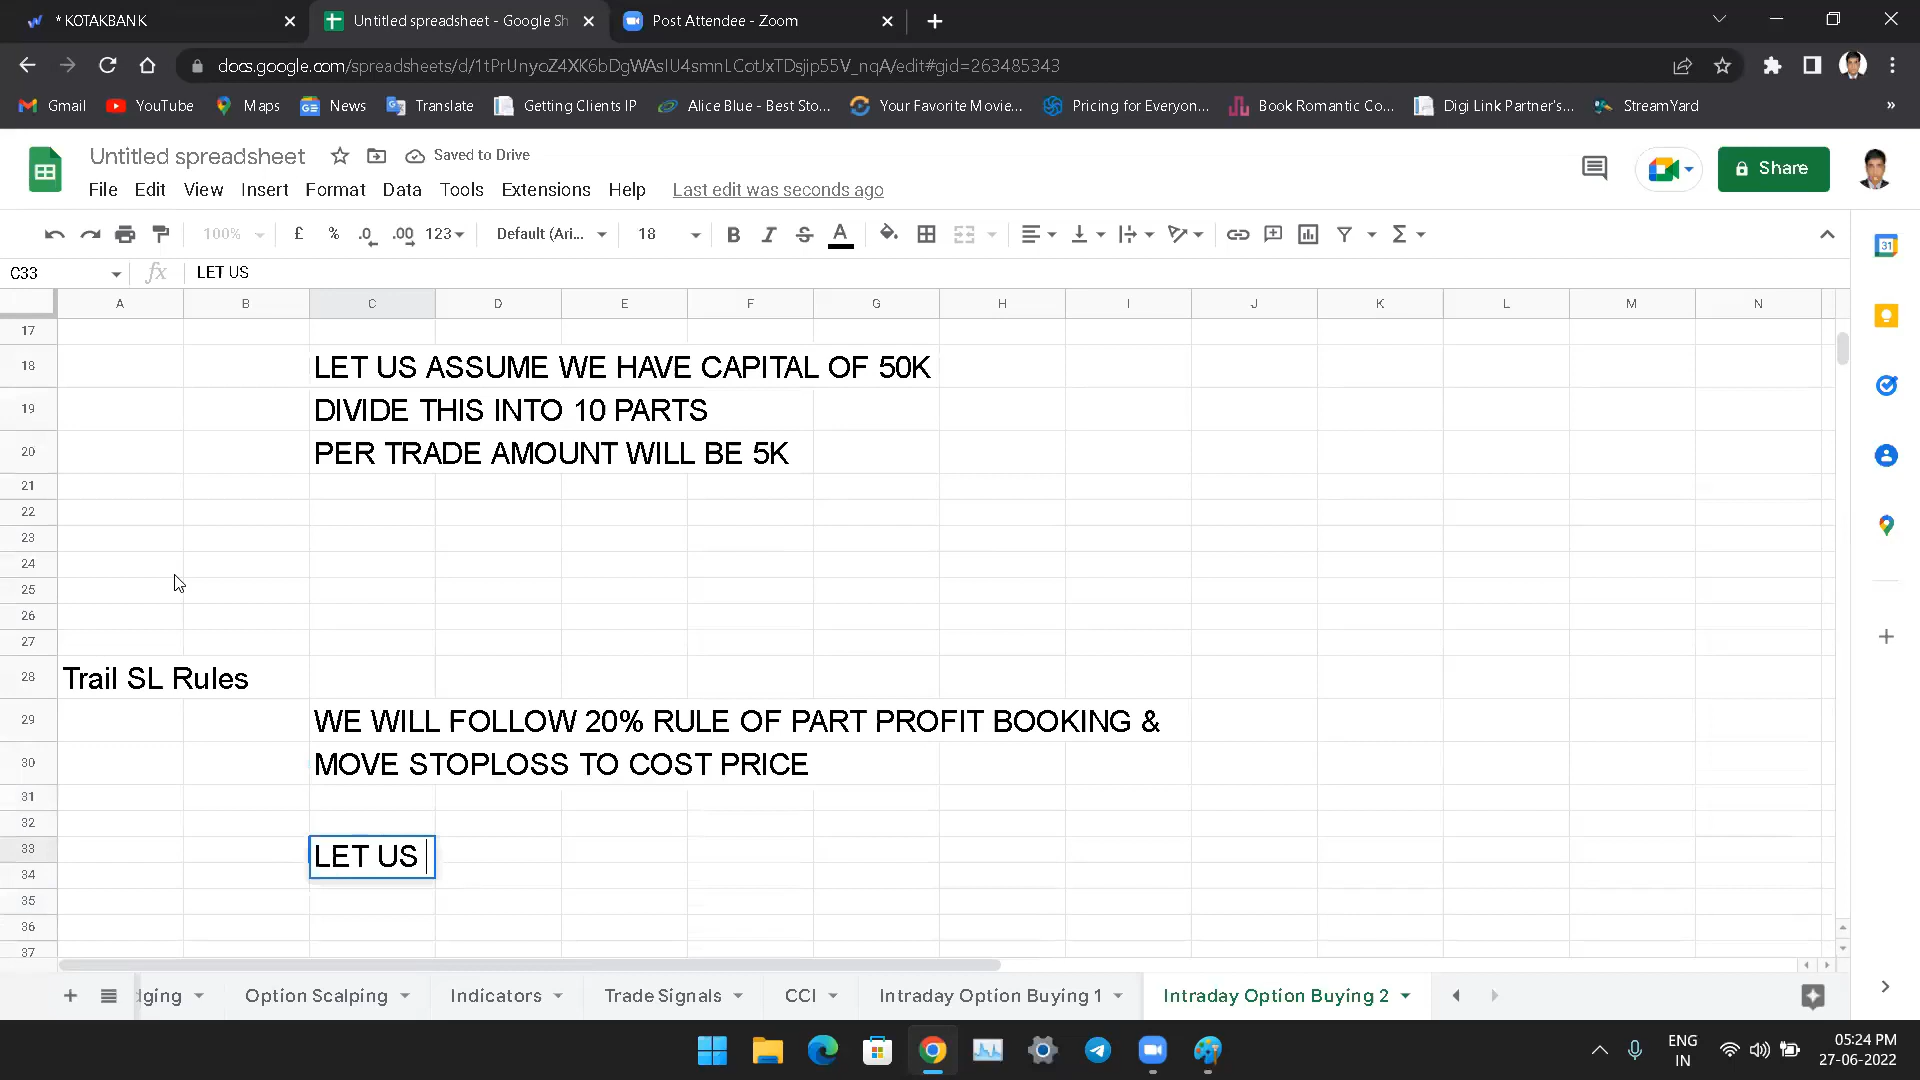 * KOTAKBANK
Untitled spreadsheet - Google Sh
Post Attendee - Zoom
docs.google.com/spreadsheets/d/1tPrUnyoZ4XK6bDgWAsIU4smnLCotJxTDsjip55V_nqA/edit#gid=263485343
Gmail
YouTube
Maps
News
Translate
Getting Clients IP
Alice Blue - Best Sto...
Your Favorite Movie...
Pricing for Everyon...
Book Romantic Co...
Digi Link Partner's...
StreamYard
»
Untitled spreadsheet
Saved to Drive
Share
File Edit View Insert Format Data Tools Extensions Help
Last edit was seconds ago
100% £ % .0 .00 123 Default (Ari... 18 B I S A Σ
C33 fx LET US
A B C D E F G H I J K L M N
17
18 LET US ASSUME WE HAVE CAPITAL OF 50K
19 DIVIDE THIS INTO 10 PARTS
20 PER TRADE AMOUNT WILL BE 5K
21
22
23
24
25
26
27
28 Trail SL Rules
29 WE WILL FOLLOW 20% RULE OF PART PROFIT BOOKING &
30 MOVE STOPLOSS TO COST PRICE
31
32
33 LET US
34
35
36
37
dging
Option Scalping
Indicators
Trade Signals
CCI
Intraday Option Buying 1
Intraday Option Buying 2
31
ENG
IN
05:24 PM
27-06-2022